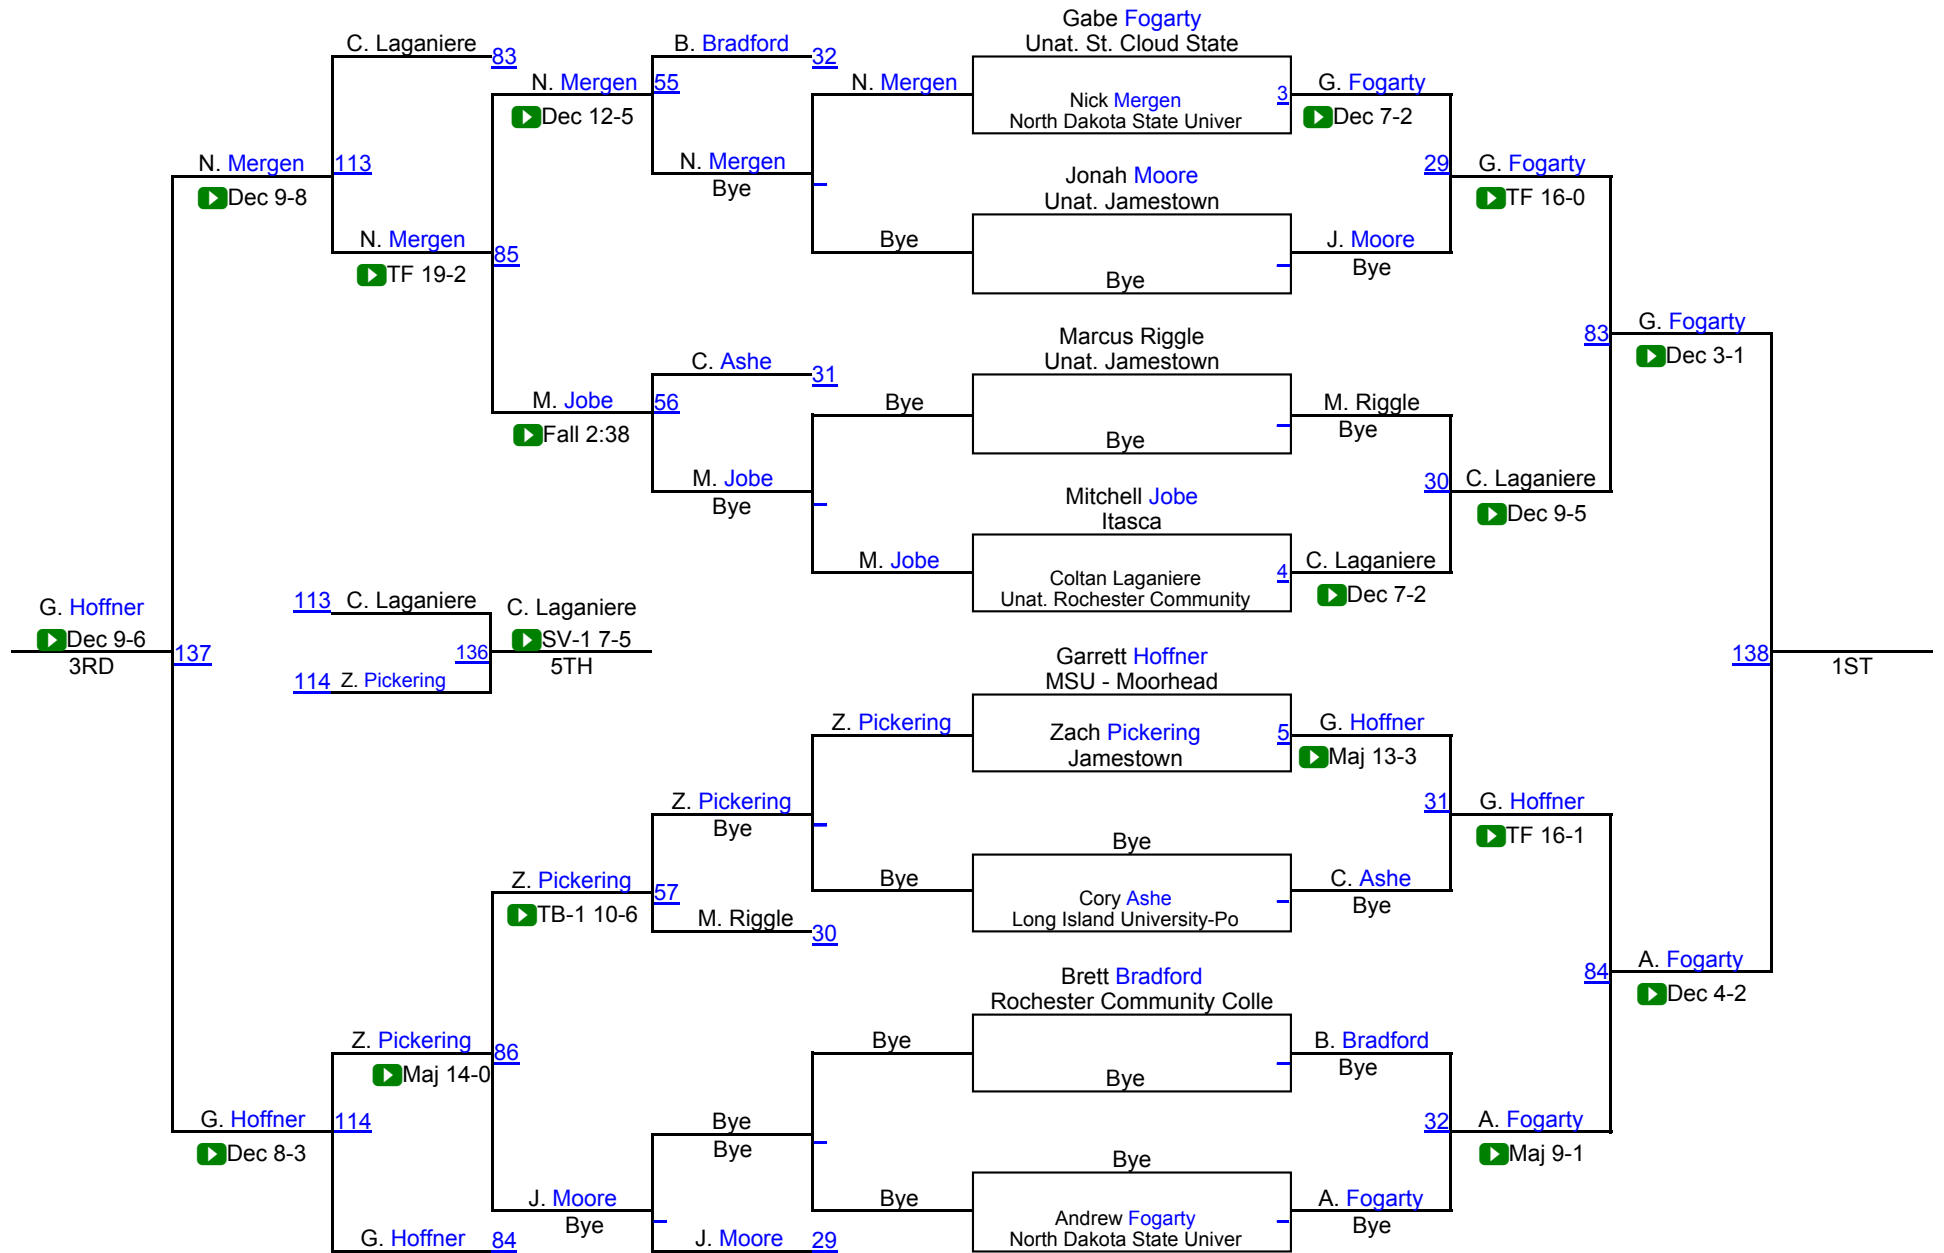 Gabe Fogarty
C. Laganiere
B. Bradford
Unat. St. Cloud State
83
32
N. Mergen
55
N. Mergen
Nick Mergen
3
G. Fogarty
Dec 12-5
North Dakota State Univer
Dec 7-2
N. Mergen
113
N. Mergen
29
G. Fogarty
Bye
Jonah Moore
Dec 9-8
Unat. Jamestown
TF 16-0
N. Mergen
85
Bye
J. Moore
TF 19-2
Bye
Bye
Marcus Riggle
83
G. Fogarty
C. Ashe
31
Unat. Jamestown
Dec 3-1
M. Jobe
56
Bye
M. Riggle
Fall 2:38
Bye
Bye
M. Jobe
30
C. Laganiere
Bye
Mitchell Jobe
Itasca
Dec 9-5
M. Jobe
C. Laganiere
Coltan Laganiere
4
Unat. Rochester Community
Dec 7-2
G. Hoffner
113
C. Laganiere
C. Laganiere
Dec 9-6
137
136
SV-1 7-5
138
3RD
5TH
1ST
114
Z. Pickering
Garrett Hoffner
MSU - Moorhead
Z. Pickering
Zach Pickering
5
G. Hoffner
Jamestown
Maj 13-3
Z. Pickering
31
G. Hoffner
Bye
Bye
TF 16-1
Z. Pickering
57
Bye
Cory Ashe
C. Ashe
TB-1 10-6
M. Riggle
30
Long Island University-Po
Bye
Brett Bradford
84
A. Fogarty
Rochester Community Colle
Dec 4-2
Z. Pickering
86
Bye
B. Bradford
Maj 14-0
Bye
Bye
G. Hoffner
114
Bye
32
A. Fogarty
Dec 8-3
Bye
Bye
Maj 9-1
J. Moore
Bye
A. Fogarty
Bye
Andrew Fogarty
Bye
G. Hoffner
84
J. Moore
29
North Dakota State Univer